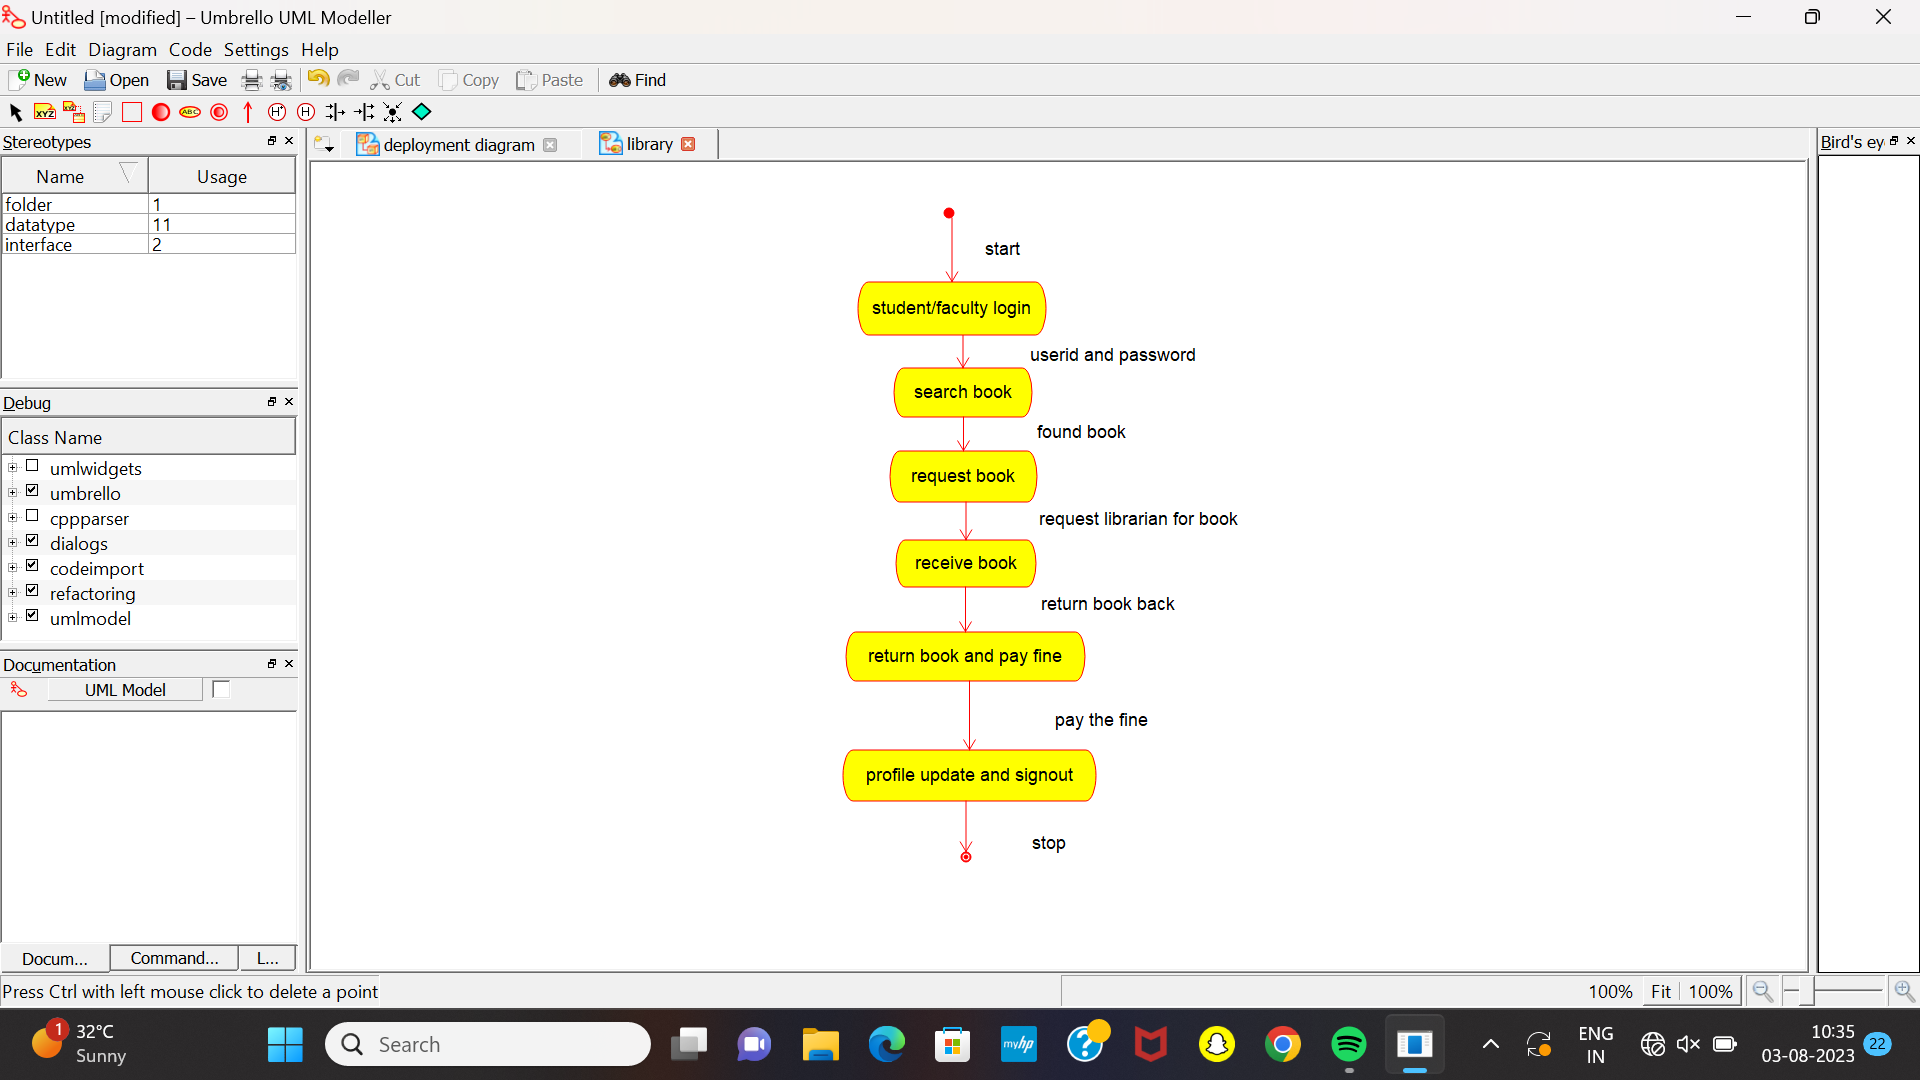 Untitled [modified] – Umbrello UML Modeller
File Edit Diagram Code Settings Help
New Open Save Cut Copy Paste Find
XYZ XYZ ABC H* H
Stereotypes
Name Usage
folder 1
datatype 11
interface 2
Debug
Class Name
umlwidgets
umbrello
cppparser
dialogs
codeimport
refactoring
umlmodel
Documentation
UML Model
Docum... Command... L...
deployment diagram library
start
student/faculty login
userid and password
search book
found book
request book
request librarian for book
receive book
return book back
return book and pay fine
pay the fine
profile update and signout
stop
Bird's ey
Press Ctrl with left mouse click to delete a point
100% Fit 100%
1 32°C
Sunny
Search
myhp
?
ENG
IN
10:35
03-08-2023
22